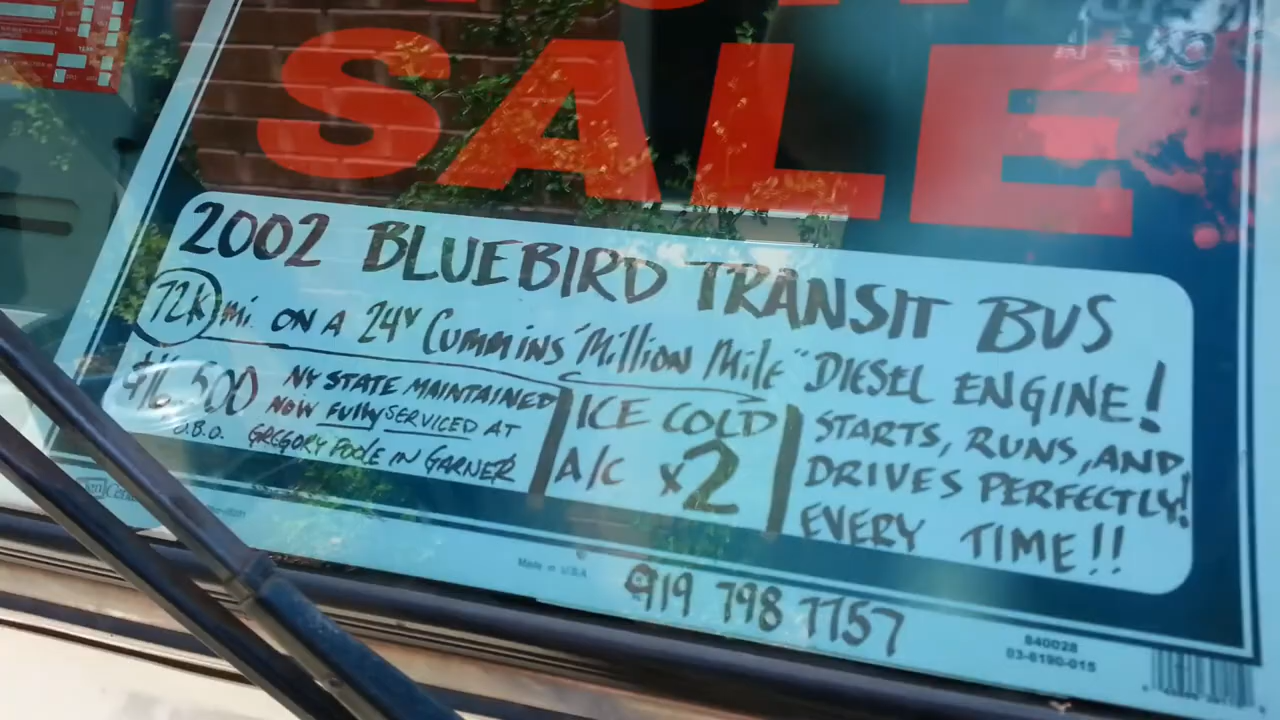 SALE
2002 BLUEBIRD TRANSIT BUS
72K mi. ON A 24V Cummins "Million Mile" DIESEL ENGINE!
$16,500
O.B.O.
NY STATE MAINTAINED
NOW Fully SERVICED AT
GREGORY POOLE IN GARNER
ICE COLD
A/C x2
STARTS, RUNS, AND
DRIVES PERFECTLY!
EVERY TIME!!
Made in U.S.A.
919 798 7757
840028
03-6190-015